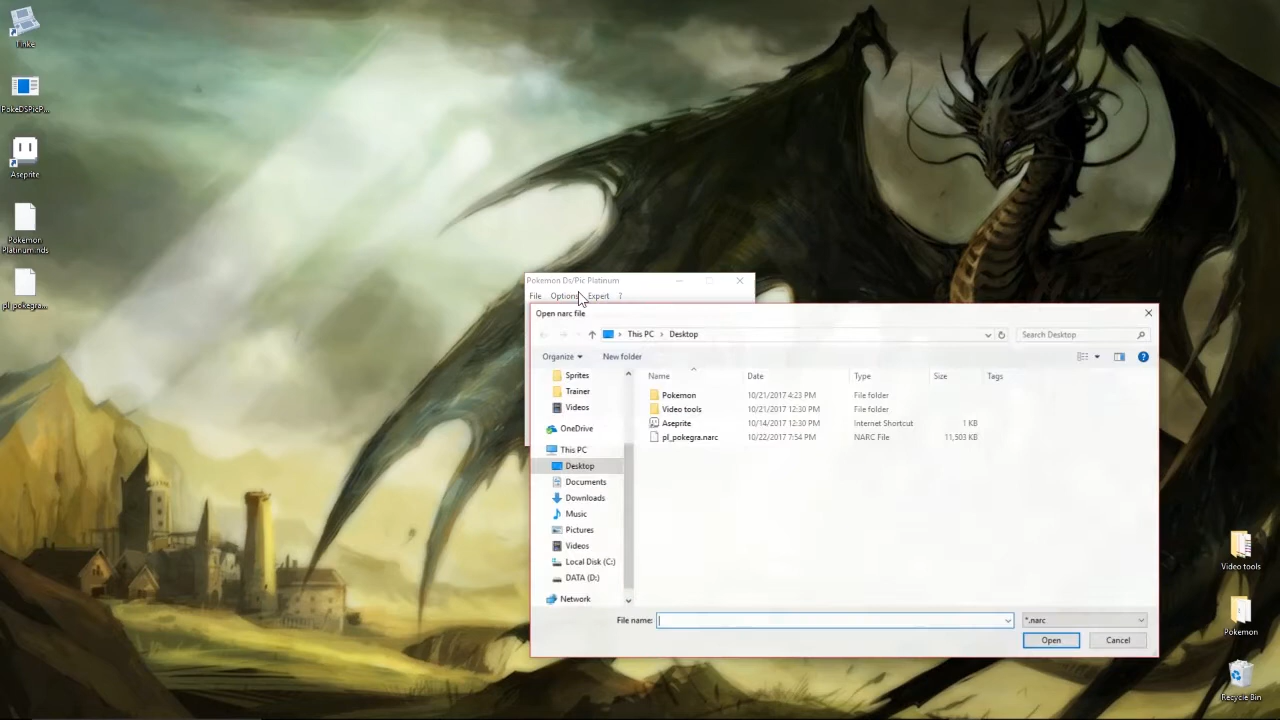 Tinke
PokeDSPicP...
Aseprite
Pokemon
Platinum.nds
pl_pokegra...
Pokemon Ds/Pic Platinum
File Options Expert ?
Open narc file
This PC > Desktop
Search Desktop
Organize
New folder
Name Date Type Size Tags
Pokemon 10/21/2017 4:23 PM File folder
Video tools 10/21/2017 12:30 PM File folder
Aseprite 10/14/2017 12:30 PM Internet Shortcut 1 KB
pl_pokegra.narc 10/22/2017 7:54 PM NARC File 11,503 KB
Sprites
Trainer
Videos
OneDrive
This PC
Desktop
Documents
Downloads
Music
Pictures
Videos
Local Disk (C:)
DATA (D:)
Network
File name:
*.narc
Open
Cancel
Video tools
Pokemon
Recycle Bin